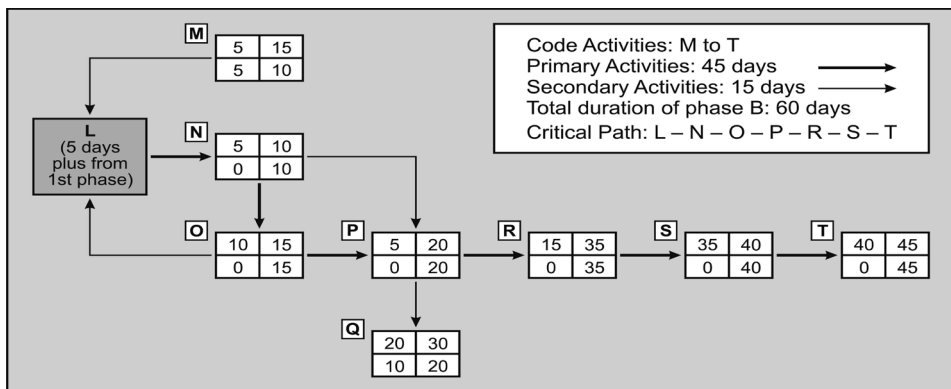 M
5 15
5 10
Code Activities: M to T
Primary Activities: 45 days
Secondary Activities: 15 days
Total duration of phase B: 60 days
Critical Path: L – N – O – P – R – S – T
L
(5 days
plus from
1st phase)
N
5 10
0 10
O
10 15
0 15
P
5 20
0 20
R
15 35
0 35
S
35 40
0 40
T
40 45
0 45
Q
20 30
10 20